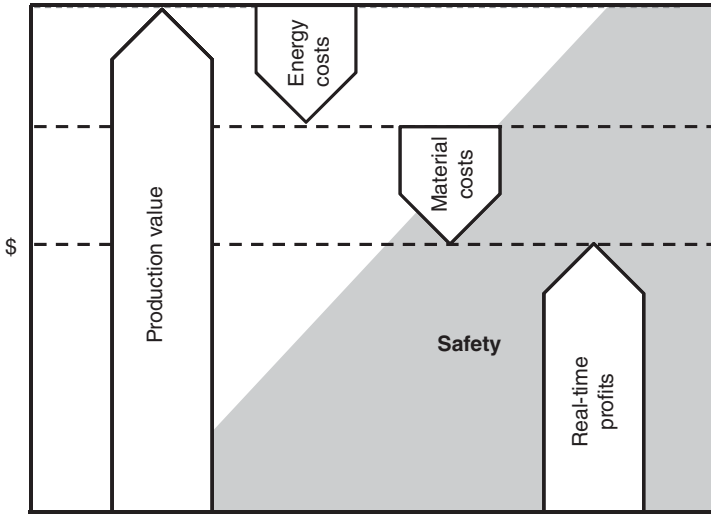 Energy
costs
Material
costs
Production value
$
Safety
Real-time
profits